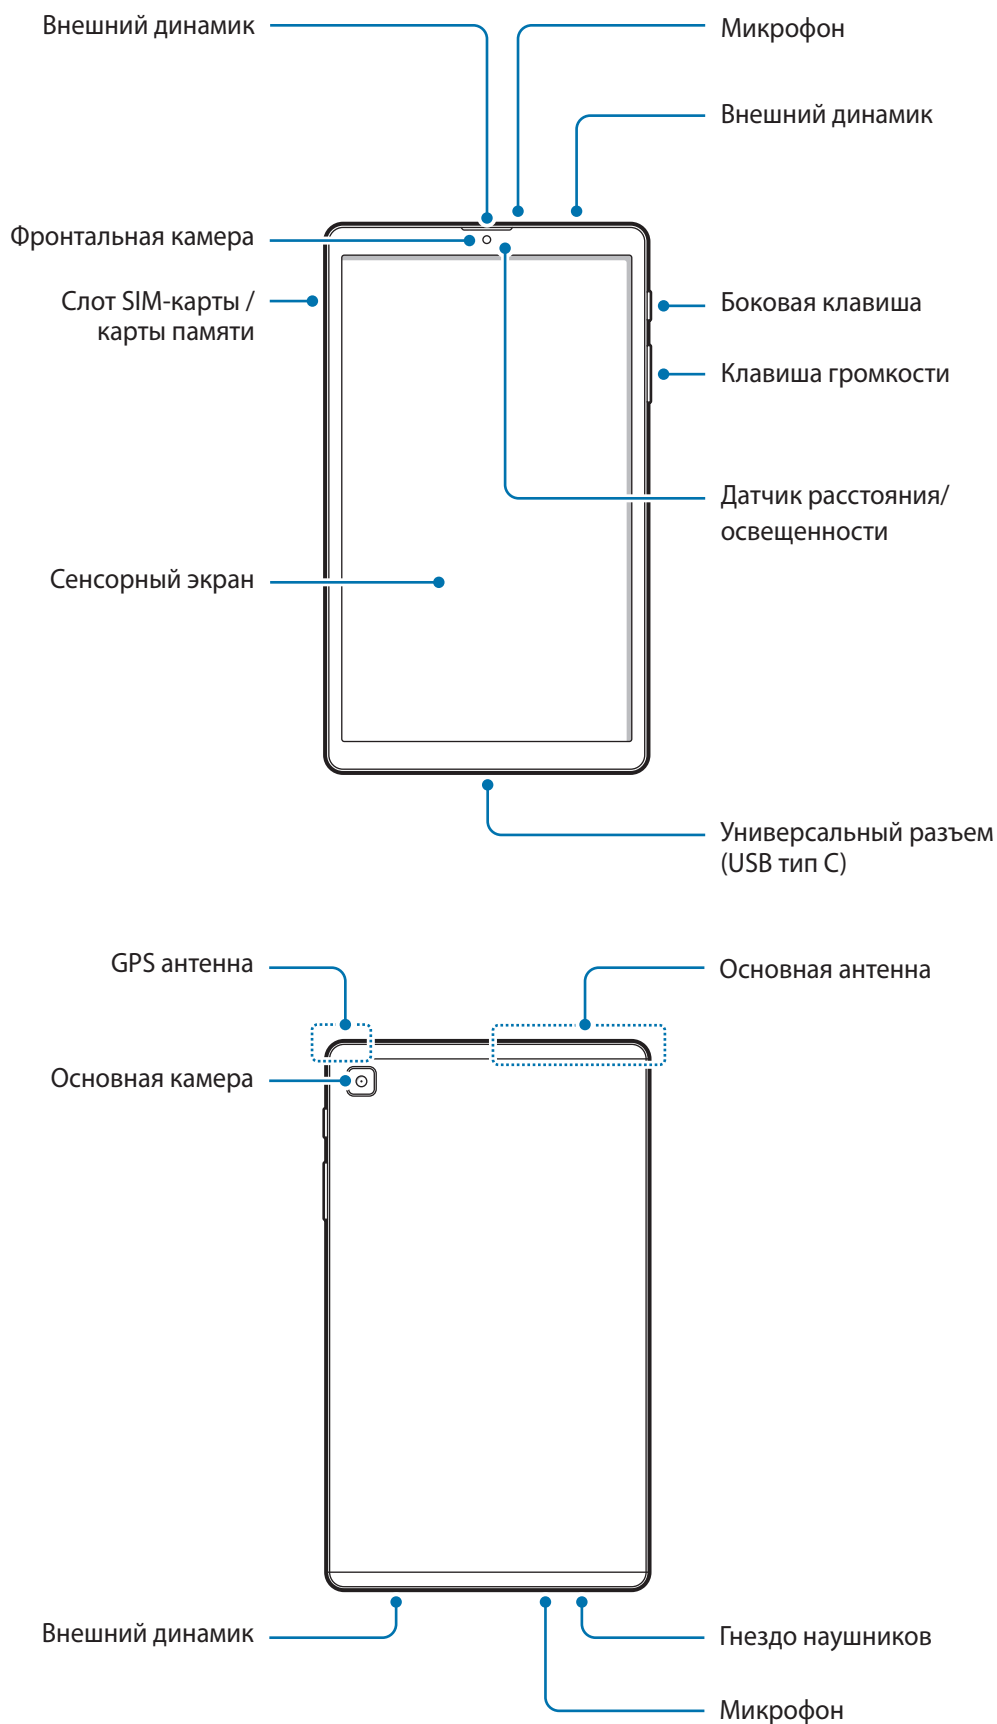 Внешний динамик
Микрофон
Внешний динамик
Фронтальная камера
Слот SIM-карты /
карты памяти
Боковая клавиша
Клавиша громкости
Датчик расстояния/
освещенности
Сенсорный экран
Универсальный разъем
(USB тип C)
GPS антенна
Основная антенна
Основная камера
Внешний динамик
Гнездо наушников
Микрофон